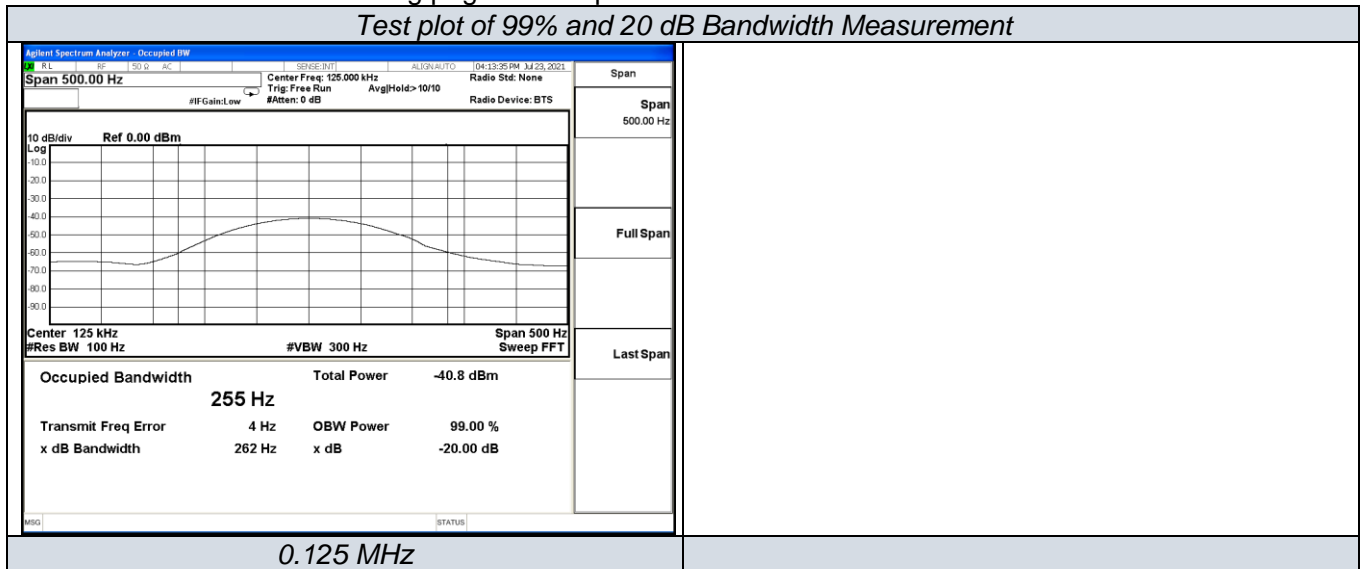 Test plot of 99% and 20 dB Bandwidth Measurement
Agilent Spectrum Analyzer - Occupied BW
RL RF 50 Ω AC SENSE:INT ALIGN AUTO 04:13:35 PM Jul 23, 2021
Span 500.00 Hz
Center Freq: 125.000 kHz
Radio Std: None
Trig: Free Run Avg|Hold:>10/10
#IFGain:Low #Atten: 0 dB Radio Device: BTS
10 dB/div Ref 0.00 dBm
Log
-10.0
-20.0
-30.0
-40.0
-50.0
-60.0
-70.0
-80.0
-90.0
Center 125 kHz Span 500 Hz
#Res BW 100 Hz #VBW 300 Hz Sweep FFT
Occupied Bandwidth Total Power -40.8 dBm
255 Hz
Transmit Freq Error 4 Hz OBW Power 99.00 %
x dB Bandwidth 262 Hz x dB -20.00 dB
MSG STATUS
Span
Span
500.00 Hz
Full Span
Last Span
0.125 MHz